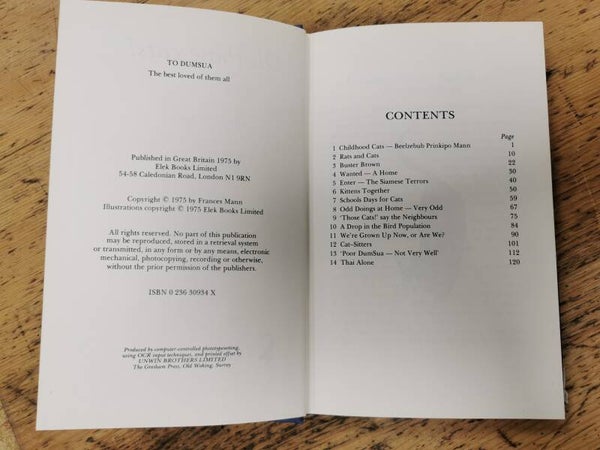 TO DUMSUA
The best loved of them all
Published in Great Britain 1975 by
Elek Books Limited
54-58 Caledonian Road, London N1 9RN
Copyright © 1975 by Frances Mann
Illustrations copyright © 1975 Elek Books Limited
All rights reserved. No part of this publication
may be reproduced, stored in a retrieval system
or transmitted, in any form or by any means, electronic
mechanical, photocopying, recording or otherwise,
without the prior permission of the publishers.
ISBN 0 236 30934 X
Produced by computer-controlled phototypesetting,
using OCR input techniques, and printed offset by
UNWIN BROTHERS LIMITED
The Gresham Press, Old Woking, Surrey
CONTENTS
Page
1 Childhood Cats — Beelzebub Prinkipo Mann 1
2 Rats and Cats 10
3 Buster Brown 22
4 Wanted — A Home 30
5 Enter — The Siamese Terrors 40
6 Kittens Together 50
7 Schools Days for Cats 59
8 Odd Doings at Home — Very Odd 67
9 'Those Cats!' say the Neighbours 75
10 A Drop in the Bird Population 84
11 We're Grown Up Now, or Are We? 90
12 Cat-Sitters 101
13 'Poor DumSua — Not Very Well' 112
14 Thai Alone 120